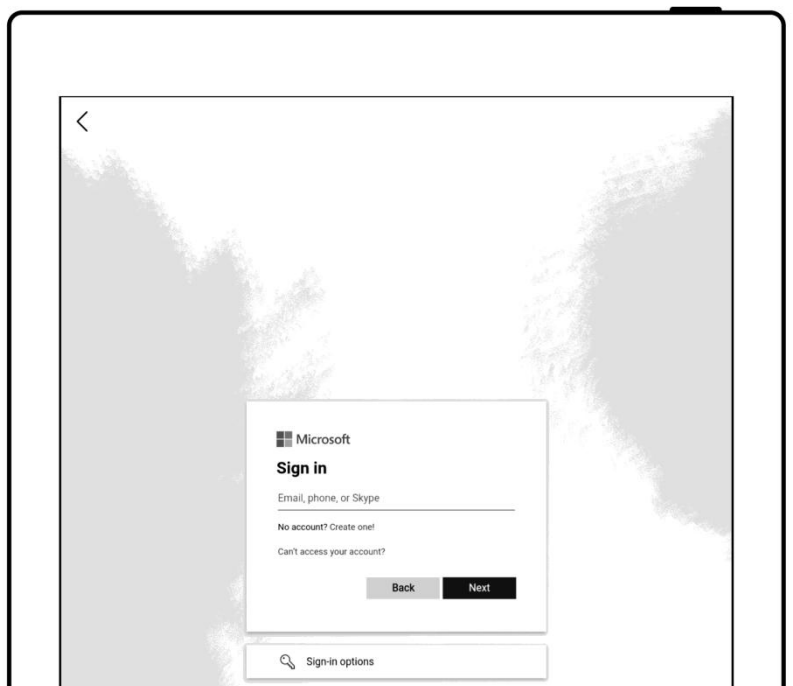 Microsoft
Sign in
Email, phone, or Skype
No account? Create one!
Can't access your account?
Back Next
Sign-in options